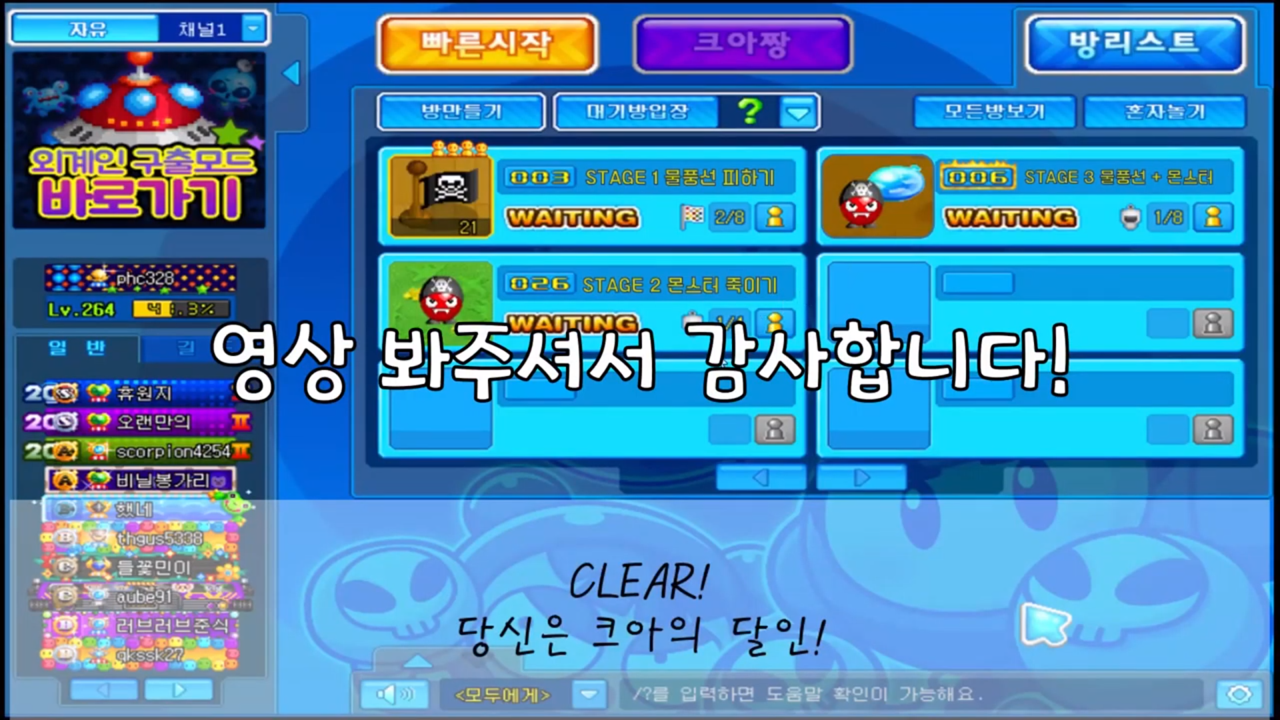 자유 채널1
빠른시작
크아짱
방리스트
방만들기
대기방입장 ?
모든방보기
혼자놀기
외계인 구출모드
바로가기
003 STAGE 1 물풍선 피하기
WAITING 2/8
21
006 STAGE 3 물풍선 + 몬스터
WAITING 1/8
026 STAGE 2 몬스터 죽이기
WAITING
phc328
Lv.264
일반 길
휴원지
오랜만의
scorpion4254
비닐봉가리
했네
thgus5338
들꽃민이
aube91
러브러브준식
qkssk27
영상 봐주셔서 감사합니다!
CLEAR!
당신은 크아의 달인!
<모두에게> /?를 입력하면 도움말 확인이 가능해요.